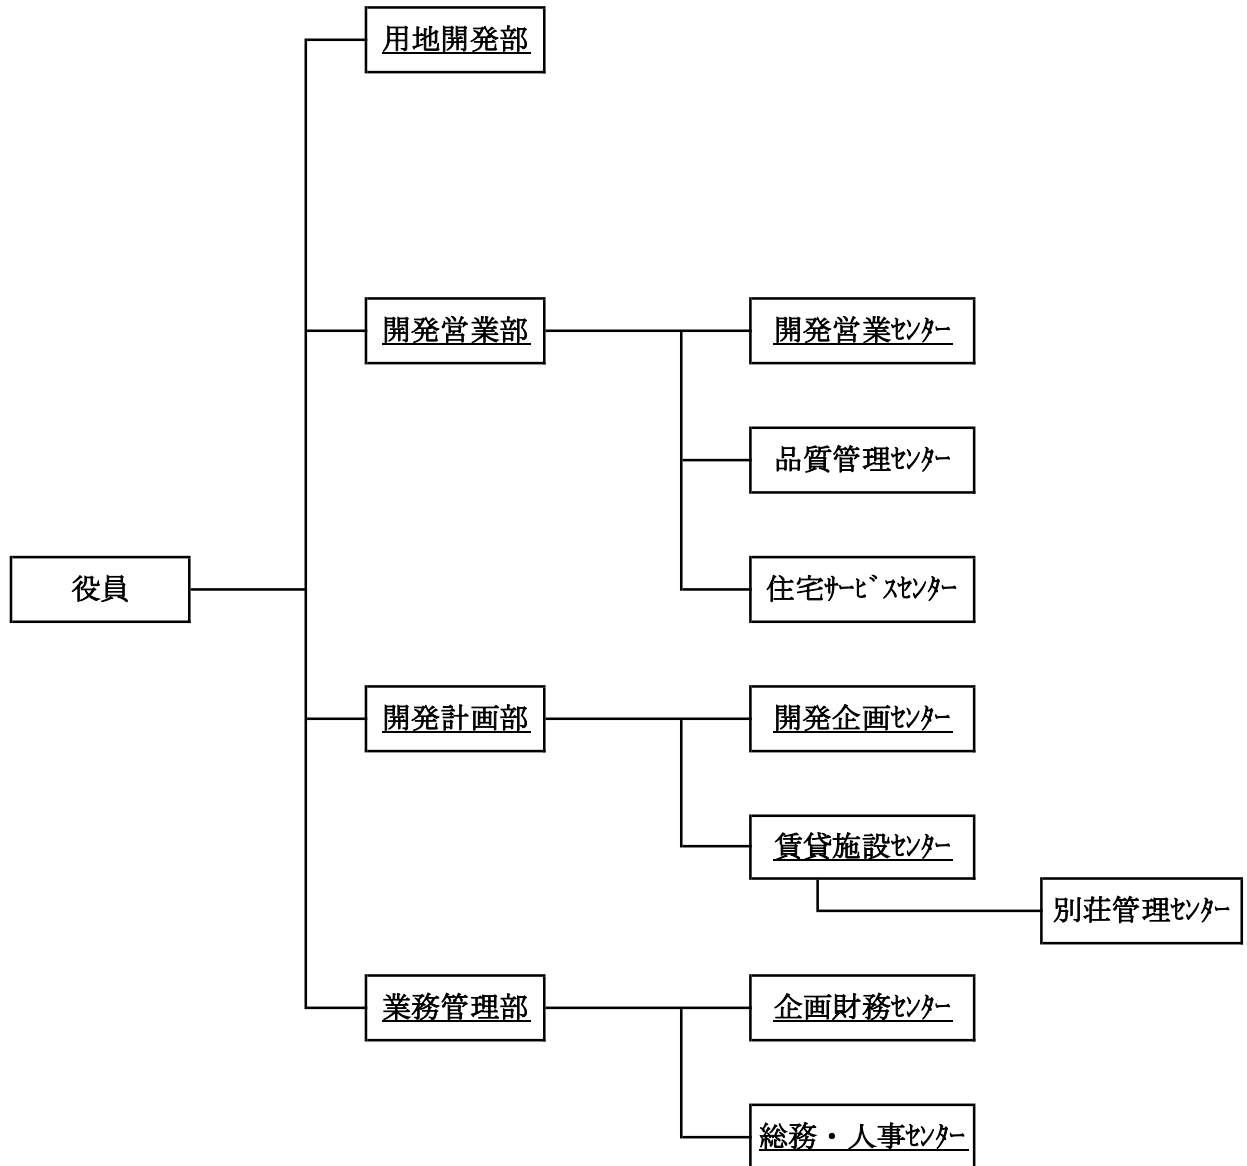 用地開発部
開発営業部
開発営業ｾﾝﾀｰ
品質管理ｾﾝﾀｰ
役員
住宅ｻｰﾋﾞｽｾﾝﾀｰ
開発計画部
開発企画ｾﾝﾀｰ
賃貸施設ｾﾝﾀｰ
別荘管理ｾﾝﾀｰ
業務管理部
企画財務ｾﾝﾀｰ
総務・人事ｾﾝﾀｰ